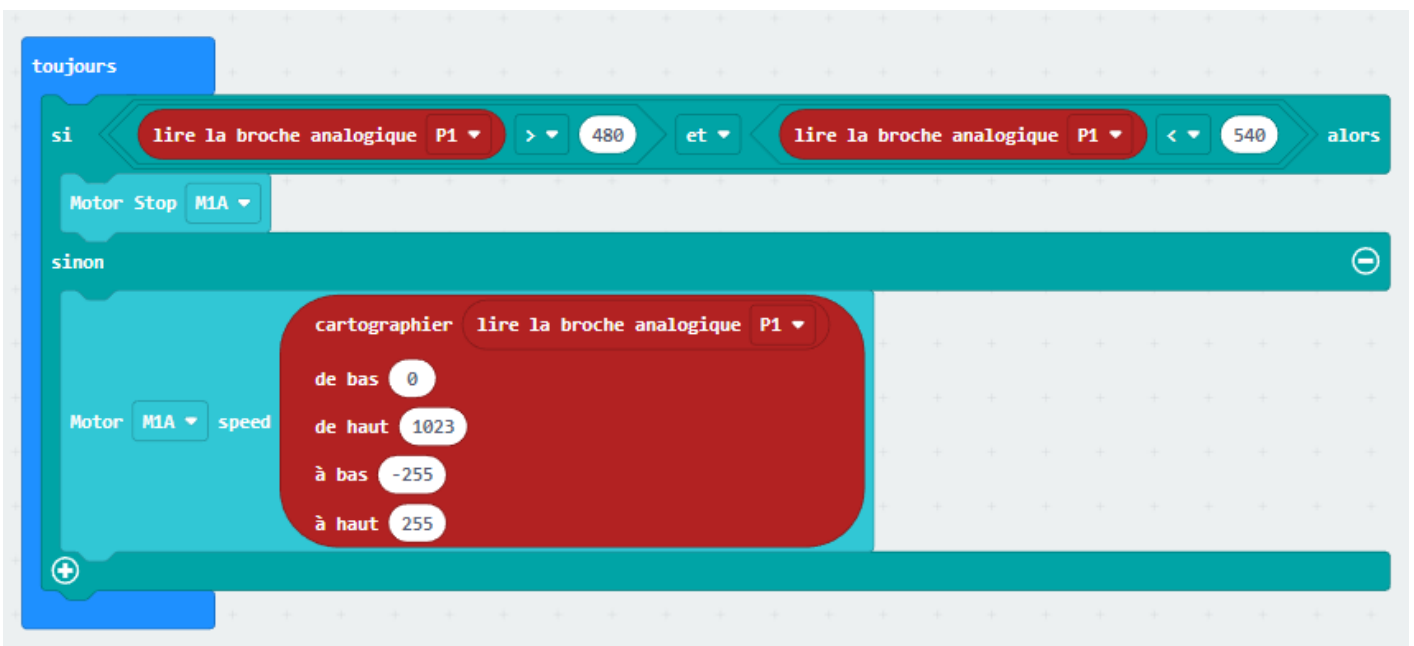 toujours
si lire la broche analogique P1 > 480 et lire la broche analogique P1 < 540 alors
Motor Stop M1A
sinon
cartographier lire la broche analogique P1
de bas 0
Motor M1A speed de haut 1023
à bas -255
à haut 255